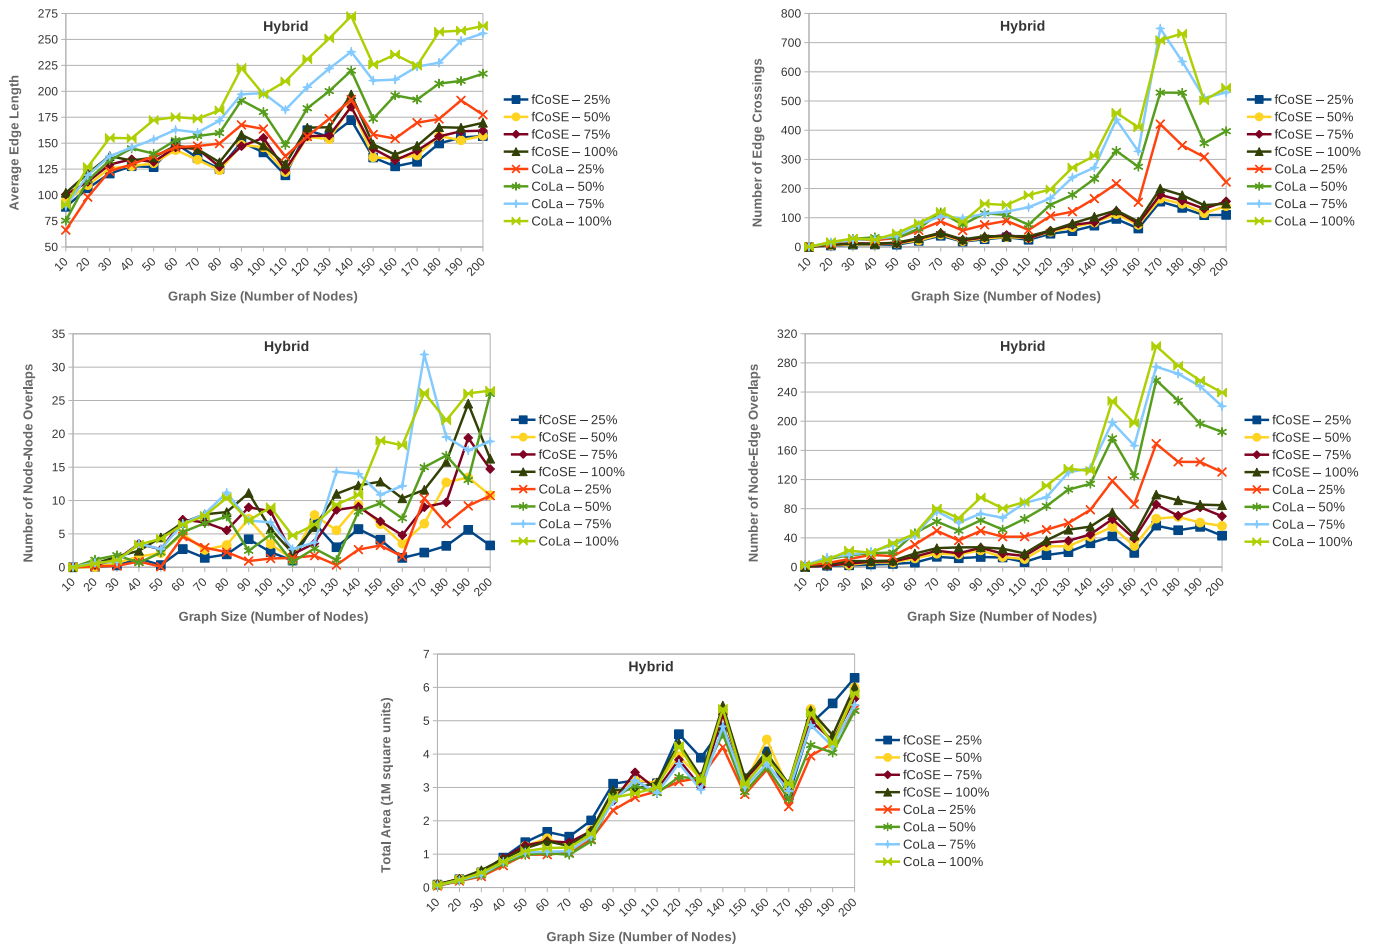 Hybrid
Average Edge Length
275
250
225
200
175
150
125
100
75
50
10 20 30 40 50 60 70 80 90 100 110 120 130 140 150 160 170 180 190 200
Graph Size (Number of Nodes)
fCoSE – 25%
fCoSE – 50%
fCoSE – 75%
fCoSE – 100%
CoLa – 25%
CoLa – 50%
CoLa – 75%
CoLa – 100%
Hybrid
Number of Edge Crossings
800
700
600
500
400
300
200
100
0
10 20 30 40 50 60 70 80 90 100 110 120 130 140 150 160 170 180 190 200
Graph Size (Number of Nodes)
fCoSE – 25%
fCoSE – 50%
fCoSE – 75%
fCoSE – 100%
CoLa – 25%
CoLa – 50%
CoLa – 75%
CoLa – 100%
Hybrid
Number of Node-Node Overlaps
35
30
25
20
15
10
5
0
10 20 30 40 50 60 70 80 90 100 110 120 130 140 150 160 170 180 190 200
Graph Size (Number of Nodes)
fCoSE – 25%
fCoSE – 50%
fCoSE – 75%
fCoSE – 100%
CoLa – 25%
CoLa – 50%
CoLa – 75%
CoLa – 100%
Hybrid
Number of Node-Edge Overlaps
320
280
240
200
160
120
80
40
0
10 20 30 40 50 60 70 80 90 100 110 120 130 140 150 160 170 180 190 200
Graph Size (Number of Nodes)
fCoSE – 25%
fCoSE – 50%
fCoSE – 75%
fCoSE – 100%
CoLa – 25%
CoLa – 50%
CoLa – 75%
CoLa – 100%
Hybrid
Total Area (1M square units)
7
6
5
4
3
2
1
0
10 20 30 40 50 60 70 80 90 100 110 120 130 140 150 160 170 180 190 200
Graph Size (Number of Nodes)
fCoSE – 25%
fCoSE – 50%
fCoSE – 75%
fCoSE – 100%
CoLa – 25%
CoLa – 50%
CoLa – 75%
CoLa – 100%